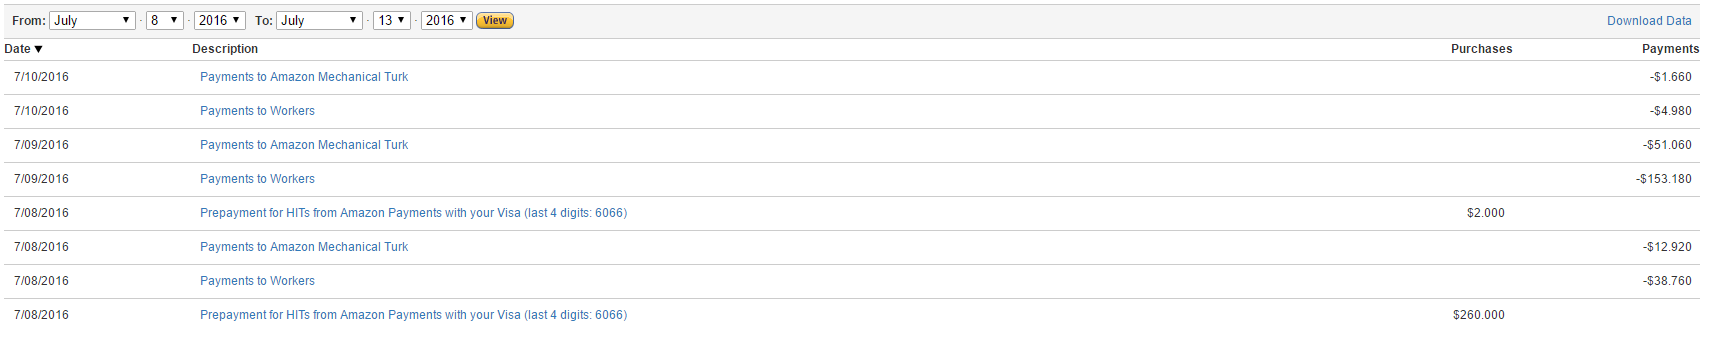 From: July - 8 - 2016 To: July - 13 - 2016 View Download Data
Date ▼ Description Purchases Payments
7/10/2016 Payments to Amazon Mechanical Turk -$1.660
7/10/2016 Payments to Workers -$4.980
7/09/2016 Payments to Amazon Mechanical Turk -$51.060
7/09/2016 Payments to Workers -$153.180
7/08/2016 Prepayment for HITs from Amazon Payments with your Visa (last 4 digits: 6066) $2.000
7/08/2016 Payments to Amazon Mechanical Turk -$12.920
7/08/2016 Payments to Workers -$38.760
7/08/2016 Prepayment for HITs from Amazon Payments with your Visa (last 4 digits: 6066) $260.000